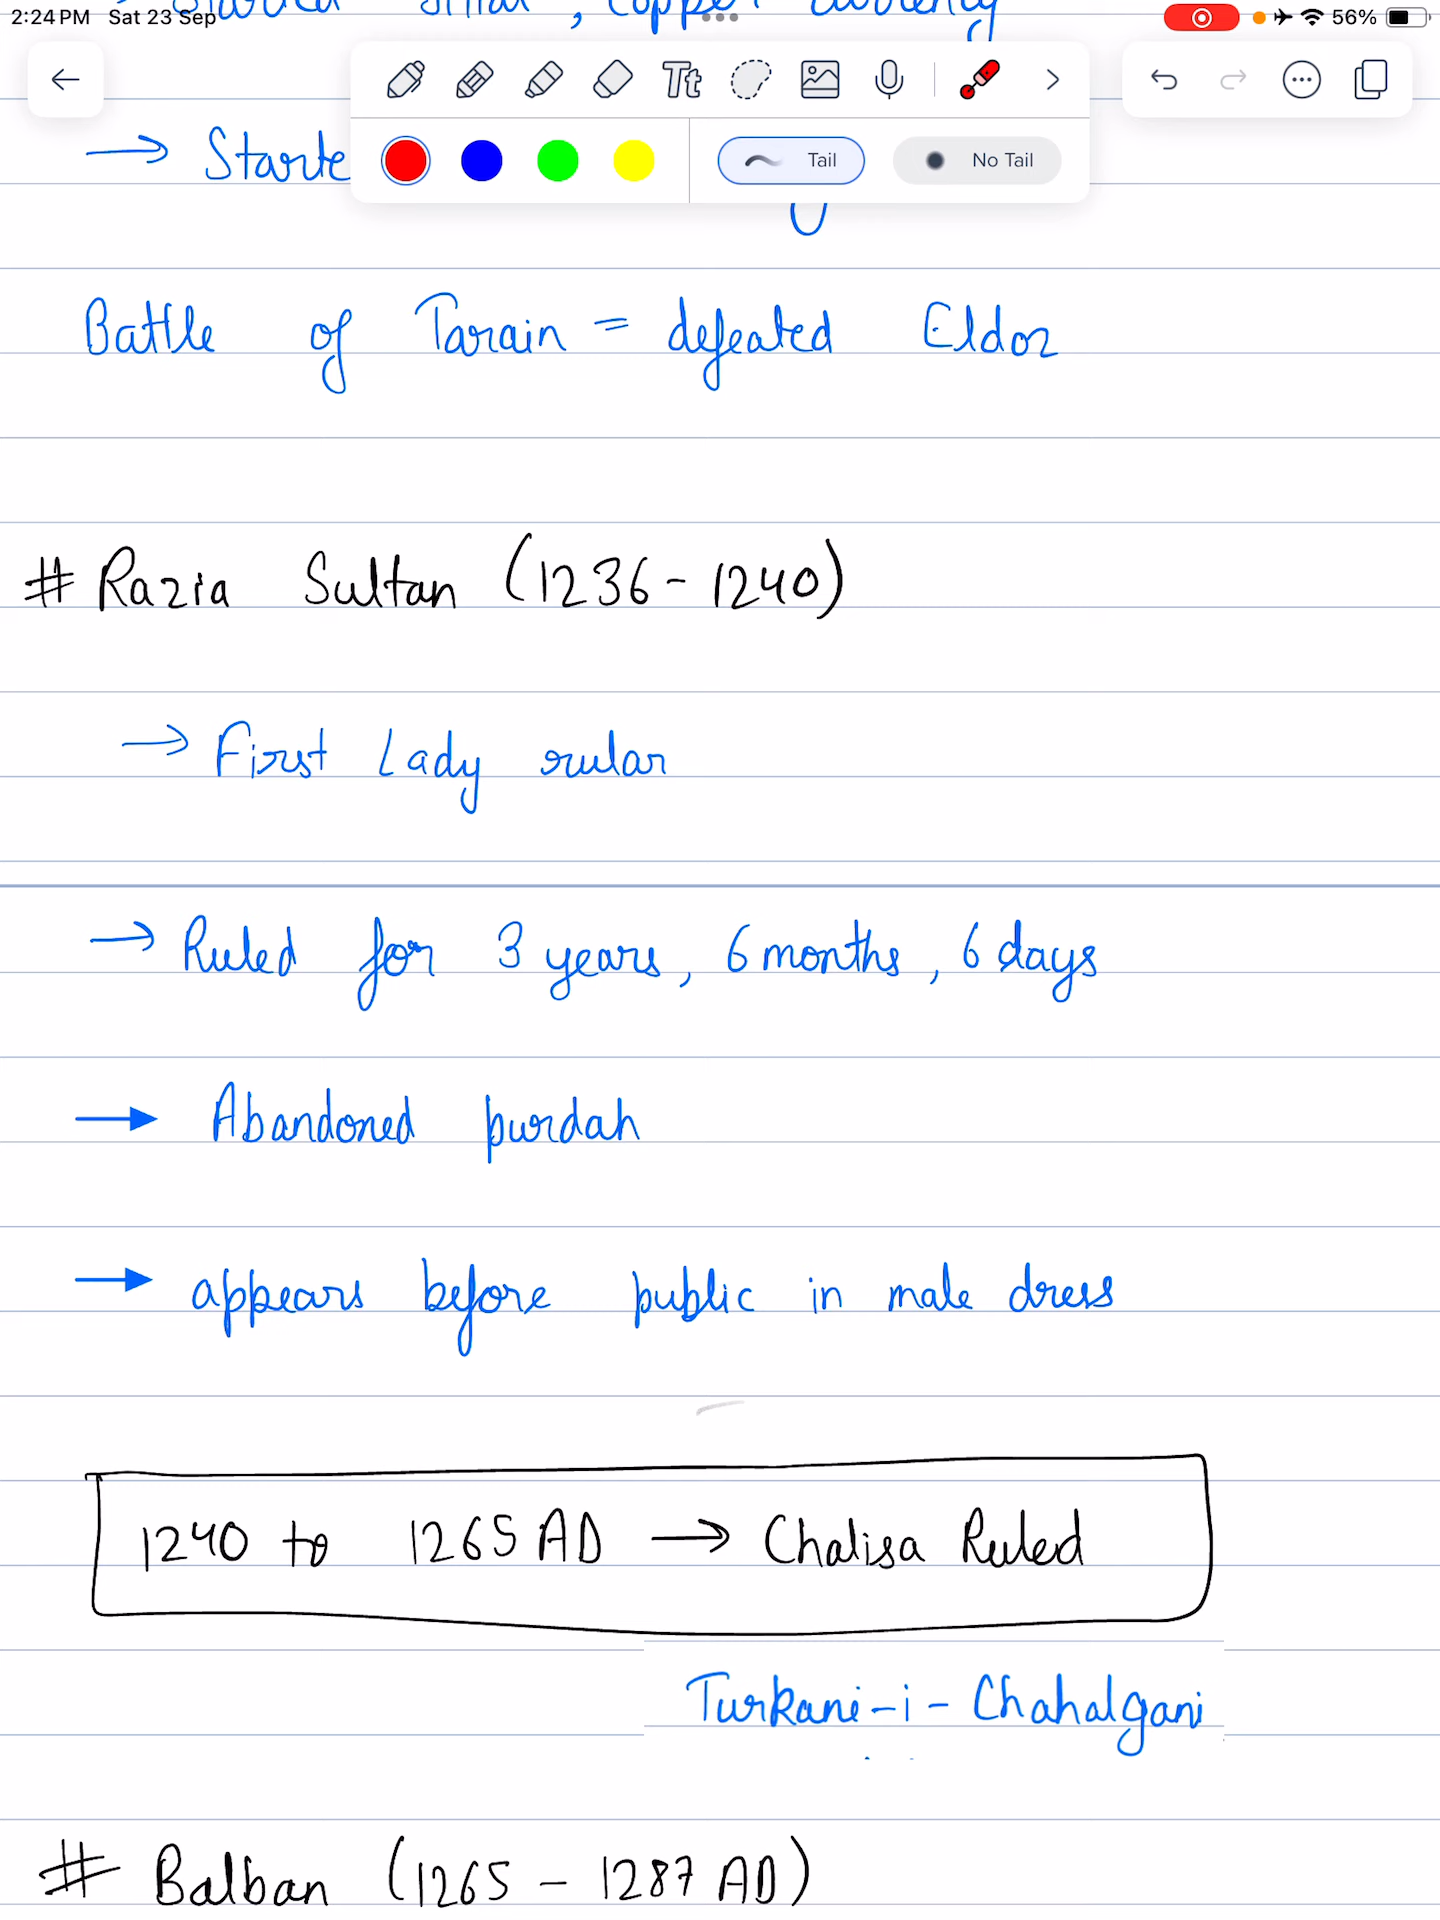 2:24 PM Sat 23 Sep
56%
Tt
Tail
No Tail
→ Starte
Battle of Tarain = defeated Eldoz
# Razia Sultan (1236 - 1240)
→ First Lady rular
→ Ruled for 3 years, 6 months, 6 days
→ Abandoned purdah
→ appears before public in male dress
1240 to 1265 AD → Chalisa Ruled
Turkani-i-Chahalgani
# Balban (1265 - 1287 AD)